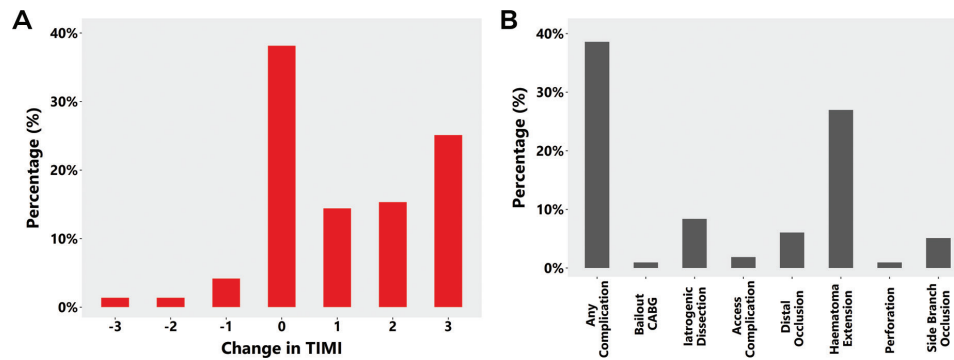 A
Percentage (%)
40%
30%
20%
10%
0%
-3 -2 -1 0 1 2 3
Change in TIMI
B
Percentage (%)
40%
30%
20%
10%
0%
Any
Complication
Bailout
CABG
Iatrogenic
Dissection
Access
Complication
Distal
Occlusion
Haematoma
Extension
Perforation
Side Branch
Occlusion